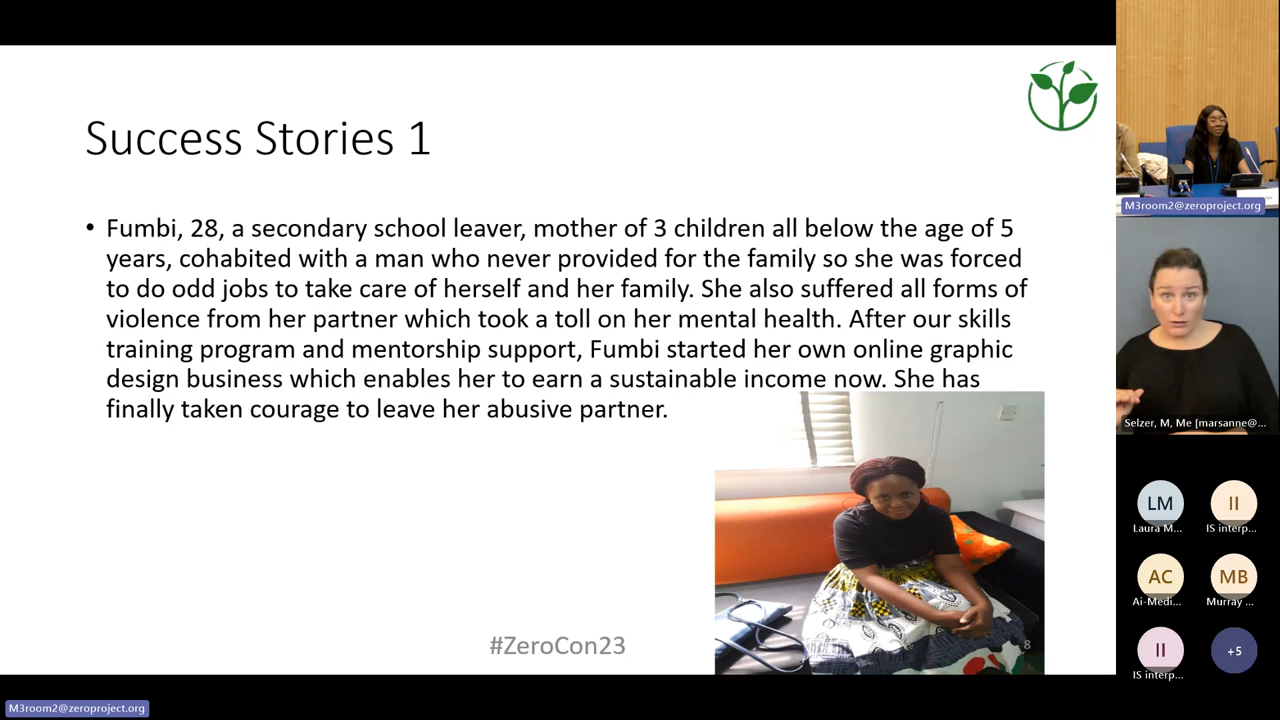 Success Stories 1
• Fumbi, 28, a secondary school leaver, mother of 3 children all below the age of 5
years, cohabited with a man who never provided for the family so she was forced
to do odd jobs to take care of herself and her family. She also suffered all forms of
violence from her partner which took a toll on her mental health. After our skills
training program and mentorship support, Fumbi started her own online graphic
design business which enables her to earn a sustainable income now. She has
finally taken courage to leave her abusive partner.
#ZeroCon23
8
M3room2@zeroproject.org
M3room2@zeroproject.org
Selzer, M, Me [marsanne@...
LM
Laura M...
II
IS interp...
AC
Ai-Medi...
MB
Murray ...
II
IS interp...
+5